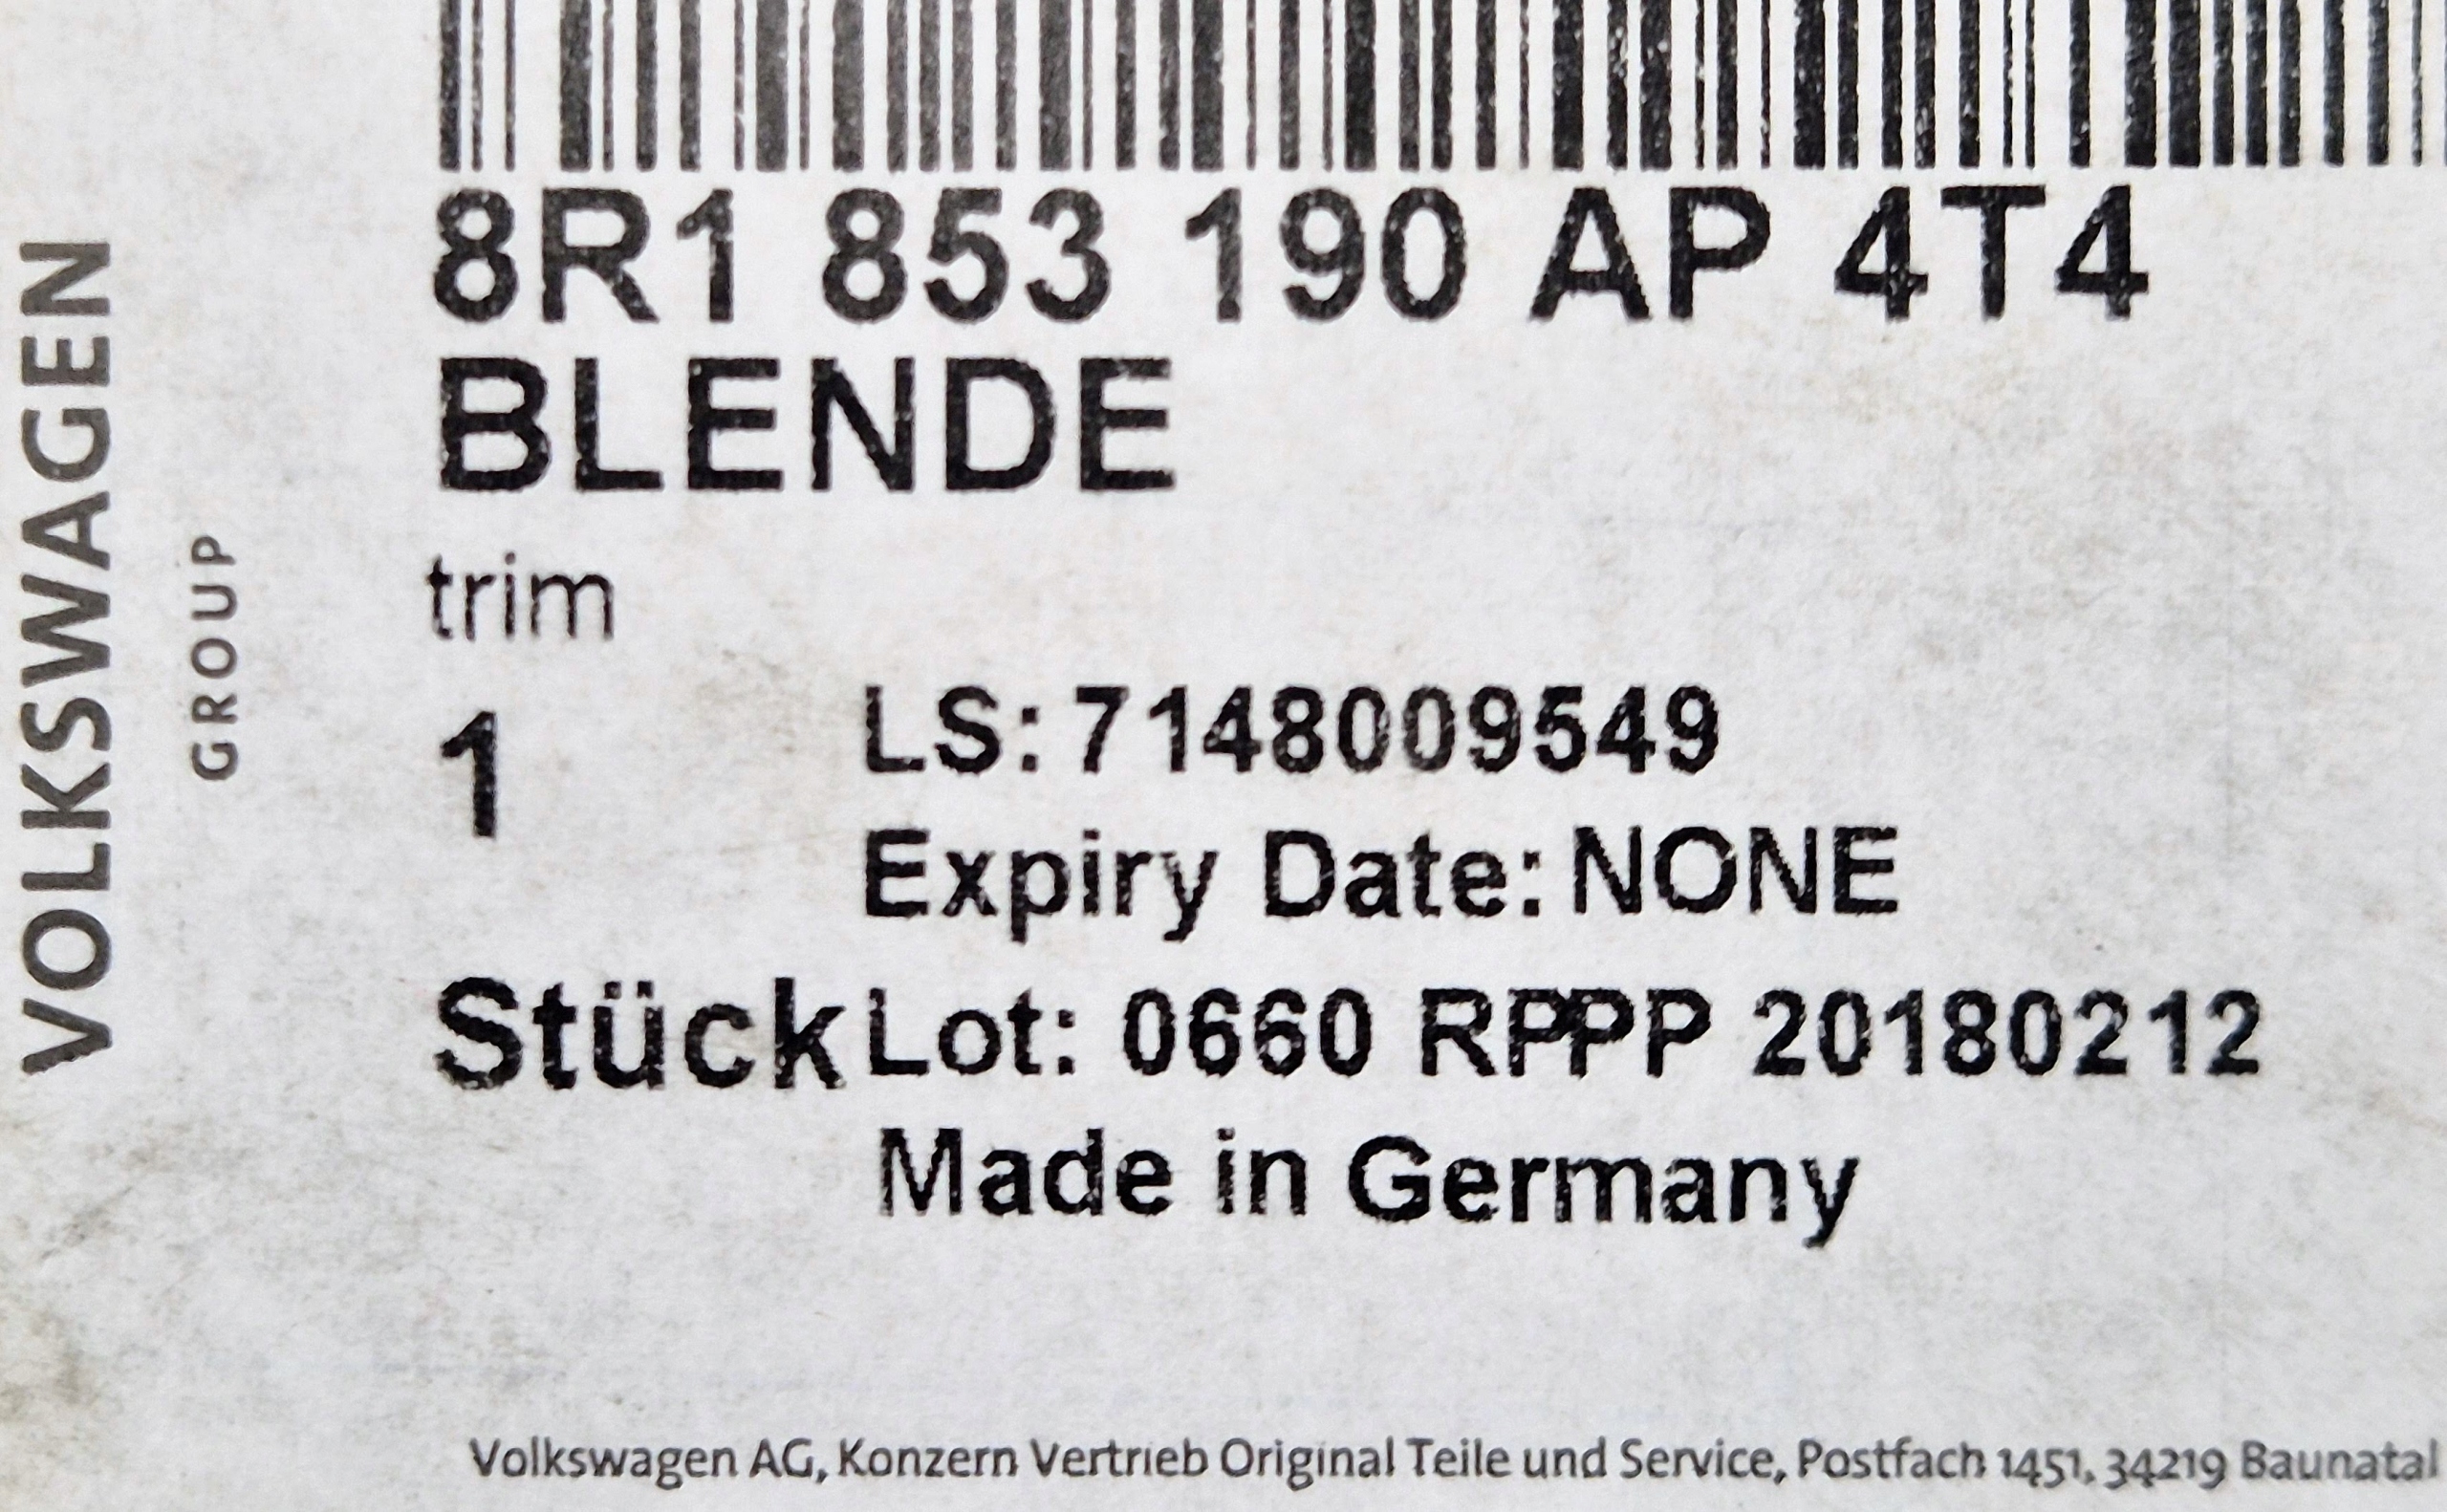 8R1 853 190 AP 4T4
BLENDE
trim
1
LS: 7148009549
Expiry Date: NONE
Stück
Lot: 0660 RPPP 20180212
Made in Germany
VOLKSWAGEN
GROUP
Volkswagen AG, Konzern Vertrieb Original Teile und Service, Postfach 1451, 34219 Baunatal